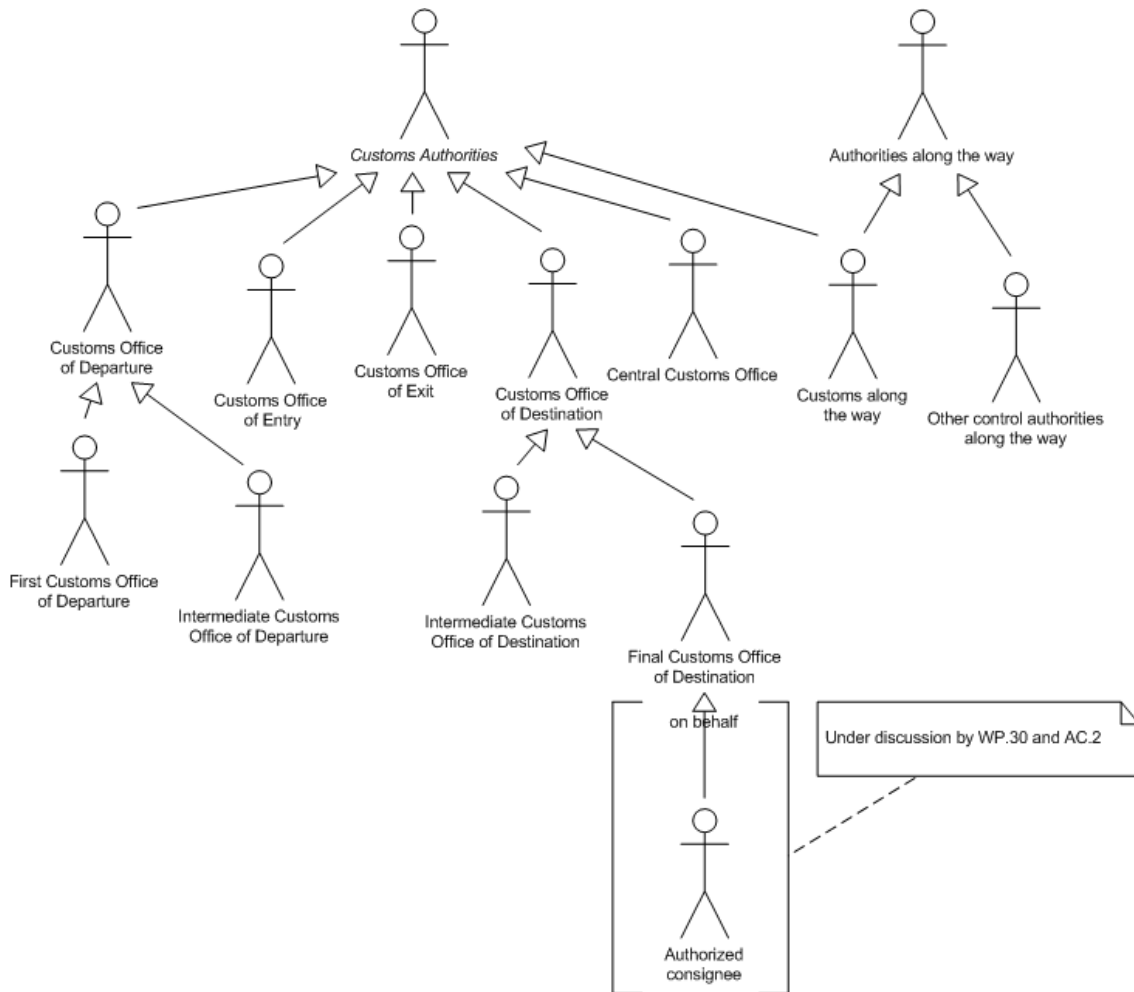 Customs Authorities
Authorities along the way
Customs Office
of Departure
Customs Office
of Entry
Customs Office
of Exit
Customs Office
of Destination
Central Customs Office
Customs along
the way
Other control authorities
along the way
First Customs Office
of Departure
Intermediate Customs
Office of Departure
Intermediate Customs
Office of Destination
Final Customs Office
of Destination
on behalf
Under discussion by WP.30 and AC.2
Authorized
consignee